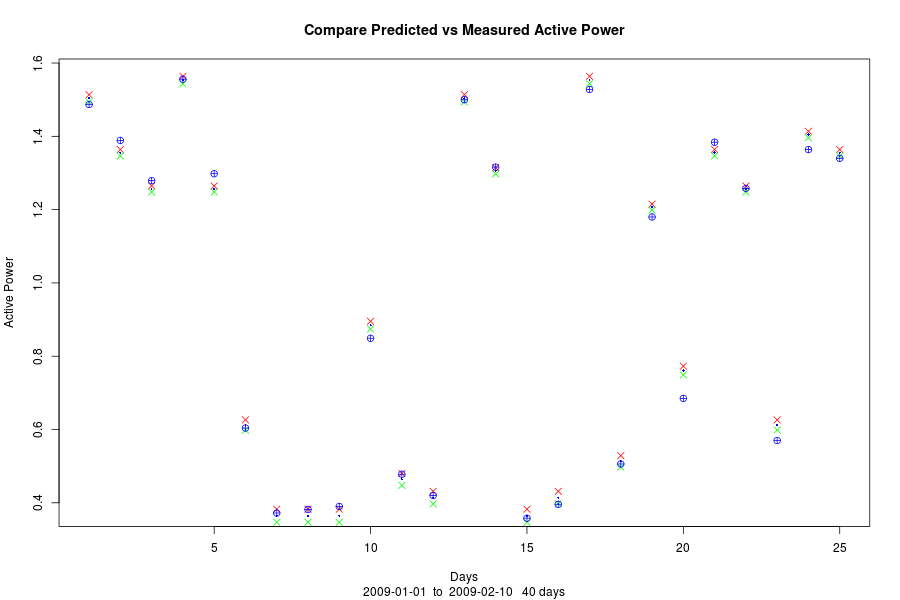 Compare Predicted vs Measured Active Power
1.6
1.4
1.2
1.0
0.8
0.6
0.4
Active Power
5 10 15 20 25
Days
2009-01-01 to 2009-02-10 40 days